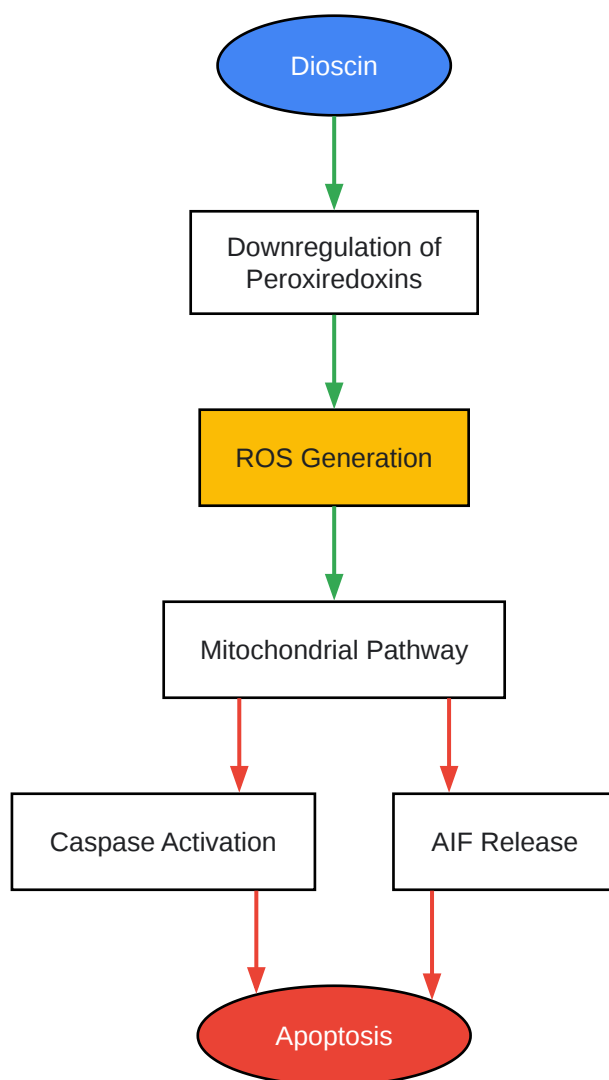 Dioscin
Downregulation of
Peroxiredoxins
ROS Generation
Mitochondrial Pathway
Caspase Activation
AIF Release
Apoptosis